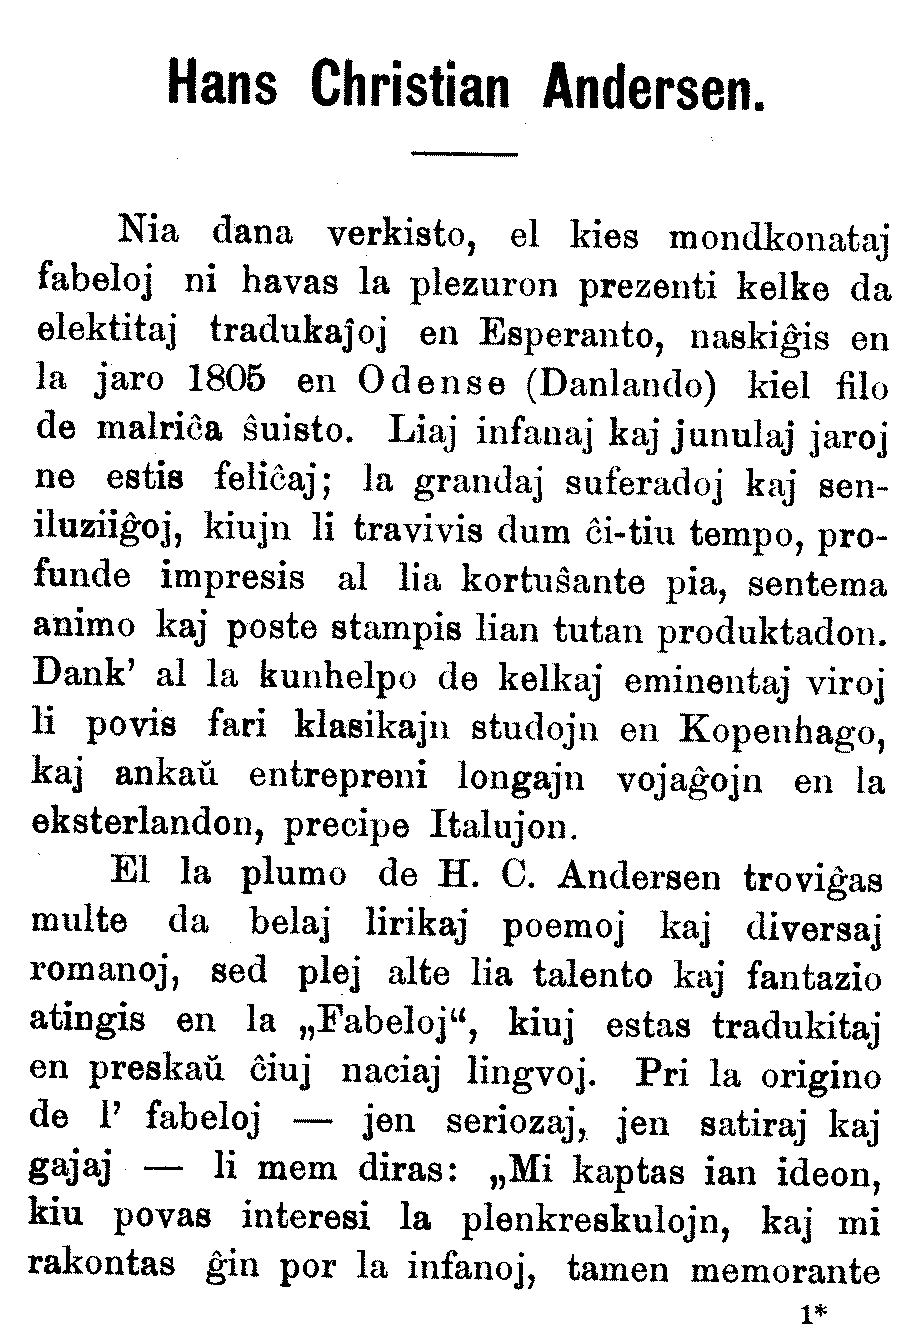 Hans Christian Andersen.
Nia dana verkisto, el kies mondkonataj
fabeloj ni havas la plezuron prezenti kelke da
elektitaj tradukaĵoj en Esperanto, naskiĝis en
la jaro 1805 en Odense (Danlando) kiel filo
de malriĉa ŝuisto. Liaj infanaj kaj junulaj jaroj
ne estis feliĉaj; la grandaj suferadoj kaj sen-
iluziiĝoj, kiujn li travivis dum ĉi-tiu tempo, pro-
funde impresis al lia kortuŝante pia, sentema
animo kaj poste stampis lian tutan produktadon.
Dank’ al la kunhelpo de kelkaj eminentaj viroj
li povis fari klasikajn studojn en Kopenhago,
kaj ankaŭ entrepreni longajn vojaĝojn en la
eksterlandon, precipe Italujon.
El la plumo de H. C. Andersen troviĝas
multe da belaj lirikaj poemoj kaj diversaj
romanoj, sed plej alte lia talento kaj fantazio
atingis en la „Fabeloj“, kiuj estas tradukitaj
en preskaŭ ĉiuj naciaj lingvoj. Pri la origino
de l’ fabeloj — jen seriozaj, jen satiraj kaj
gajaj — li mem diras: „Mi kaptas ian ideon,
kiu povas interesi la plenkreskulojn, kaj mi
rakontas ĝin por la infanoj, tamen memorante
1*